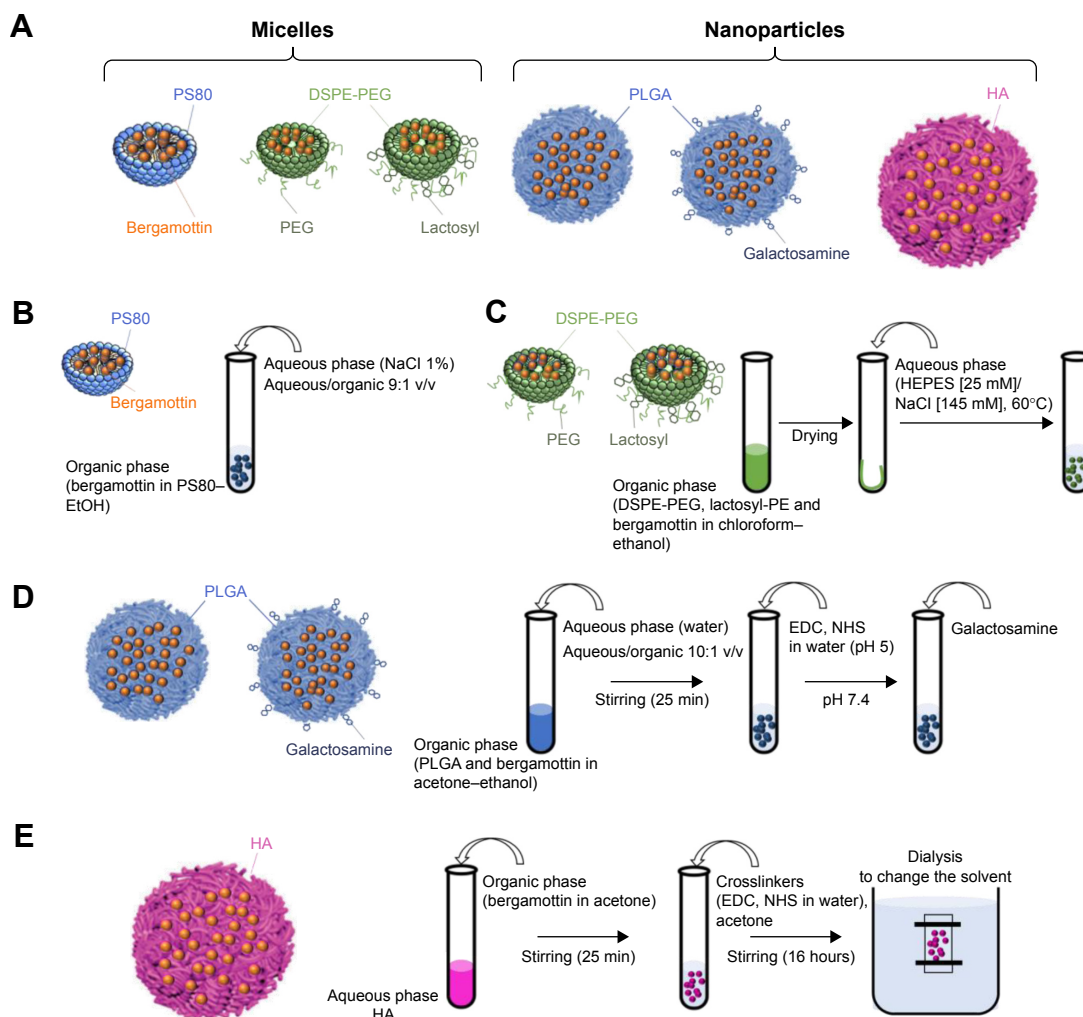 A
Micelles
Nanoparticles
PS80
DSPE-PEG
PLGA
HA
Bergamottin
PEG
Lactosyl
Galactosamine
B
PS80
Bergamottin
Aqueous phase (NaCl 1%)
Aqueous/organic 9:1 v/v
Organic phase
(bergamottin in PS80–
EtOH)
C
DSPE-PEG
PEG
Lactosyl
Organic phase
(DSPE-PEG, lactosyl-PE and
bergamottin in chloroform–
ethanol)
Drying
Aqueous phase
(HEPES [25 mM]/
NaCl [145 mM], 60°C)
D
PLGA
Galactosamine
Organic phase
(PLGA and bergamottin in
acetone–ethanol)
Aqueous phase (water)
Aqueous/organic 10:1 v/v
Stirring (25 min)
EDC, NHS
in water (pH 5)
pH 7.4
Galactosamine
E
HA
Aqueous phase
HA
Organic phase
(bergamottin in acetone)
Stirring (25 min)
Crosslinkers
(EDC, NHS in water),
acetone
Stirring (16 hours)
Dialysis
to change the solvent